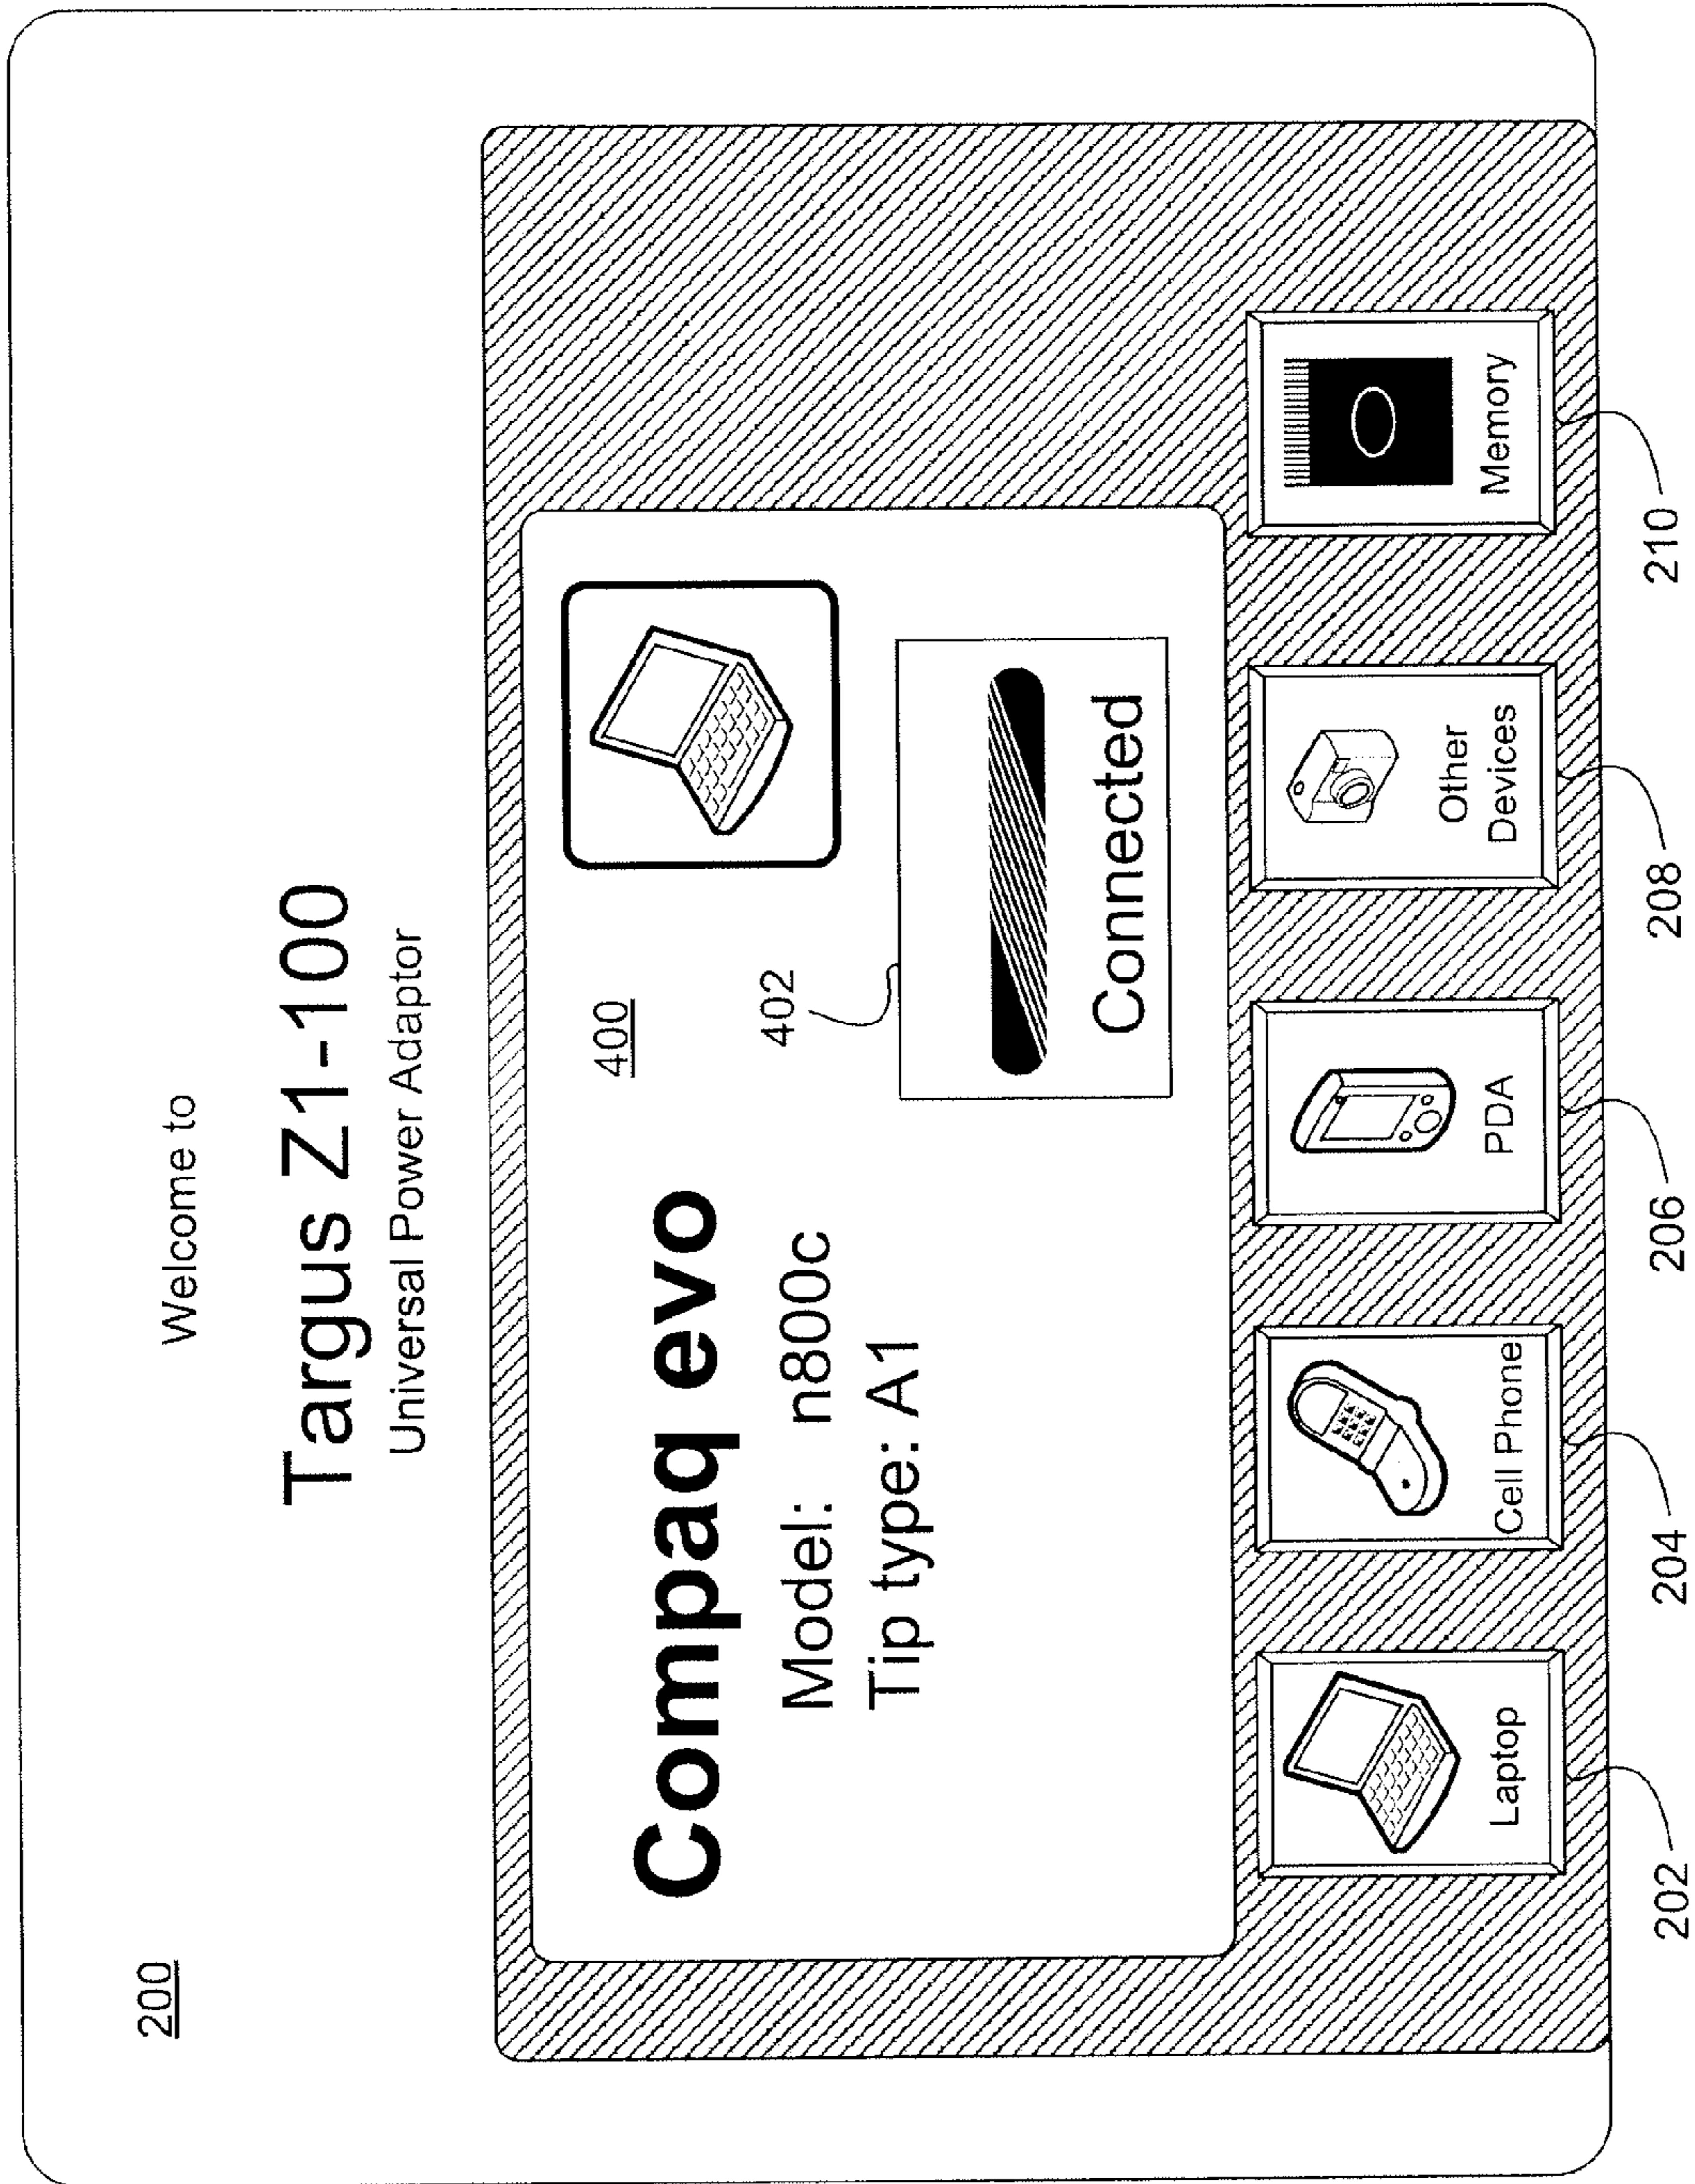 200
Welcome to
Targus Z1-100
Universal Power Adaptor
Compaq evo
400
Model: n800c
Tip type: A1
402
Connected
Laptop
Cell Phone
PDA
Other
Devices
Memory
202
204
206
208
210